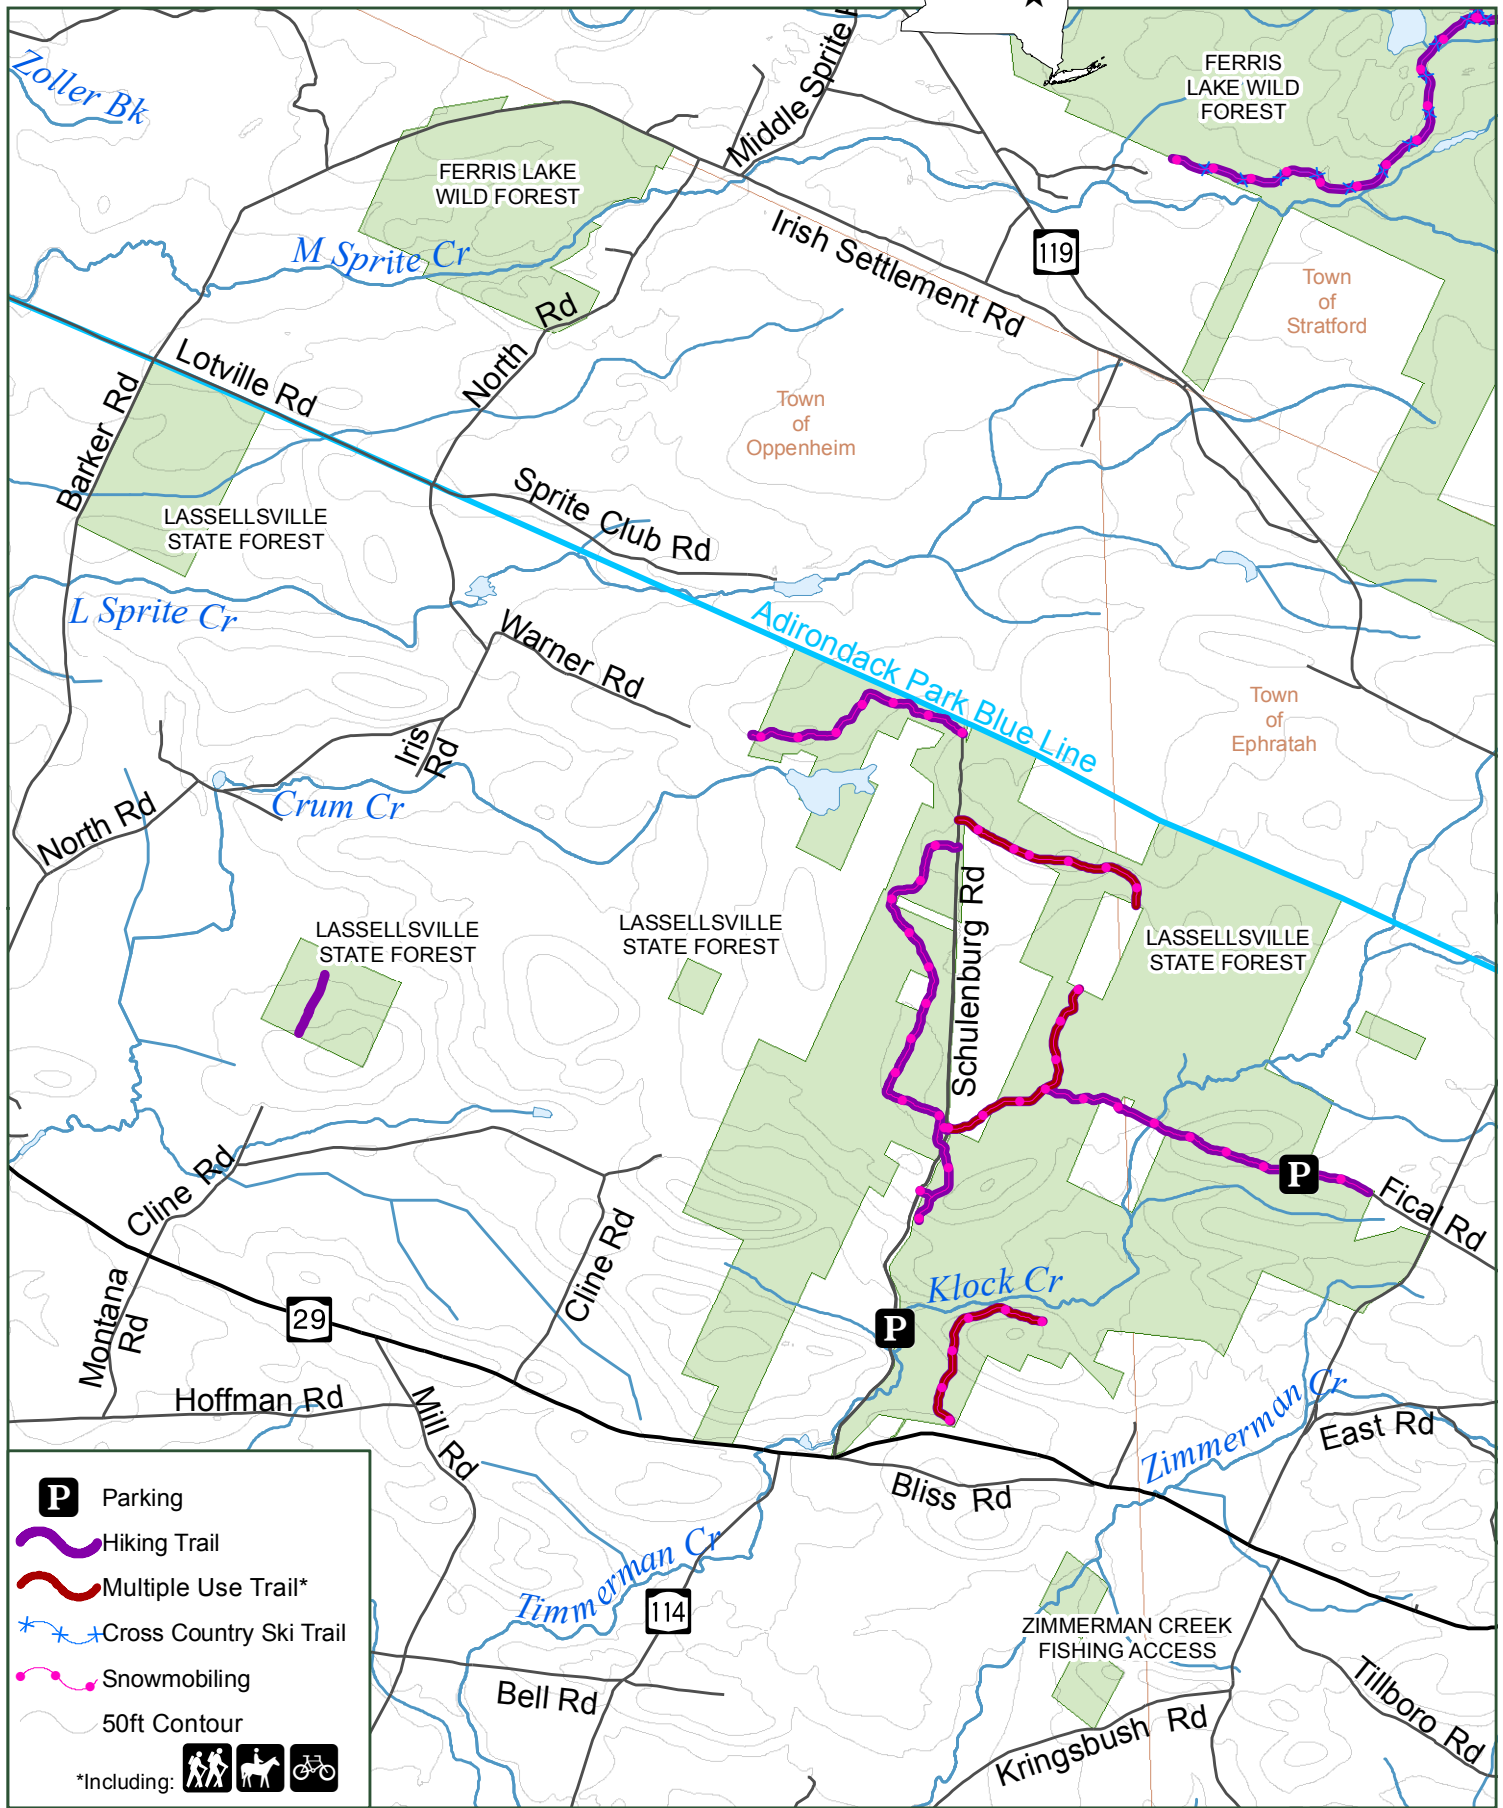 Zoller Bk
Middle Sprite
FERRIS
LAKE WILD
FOREST
FERRIS LAKE
WILD FOREST
M Sprite Cr
Irish Settlement Rd
119
Town
of
Stratford
North Rd
Lotville Rd
Barker Rd
Town
of
Oppenheim
Sprite Club Rd
LASSELLSVILLE
STATE FOREST
L Sprite Cr
Warner Rd
Adirondack Park Blue Line
Town
of
Ephratah
Iris
Rd
Crum Cr
North Rd
Schulenburg Rd
LASSELLSVILLE
STATE FOREST
LASSELLSVILLE
STATE FOREST
LASSELLSVILLE
STATE FOREST
Cline Rd
P
Fical Rd
Cline Rd
Montana
Rd
29
Klock Cr
P
Hoffman Rd
Mill Rd
Zimmerman Cr
East Rd
Bliss Rd
Timmerman Cr
114
ZIMMERMAN CREEK
FISHING ACCESS
Bell Rd
Kringsbush Rd
Tillboro Rd
P Parking
Hiking Trail
Multiple Use Trail*
Cross Country Ski Trail
Snowmobiling
50ft Contour
*Including: